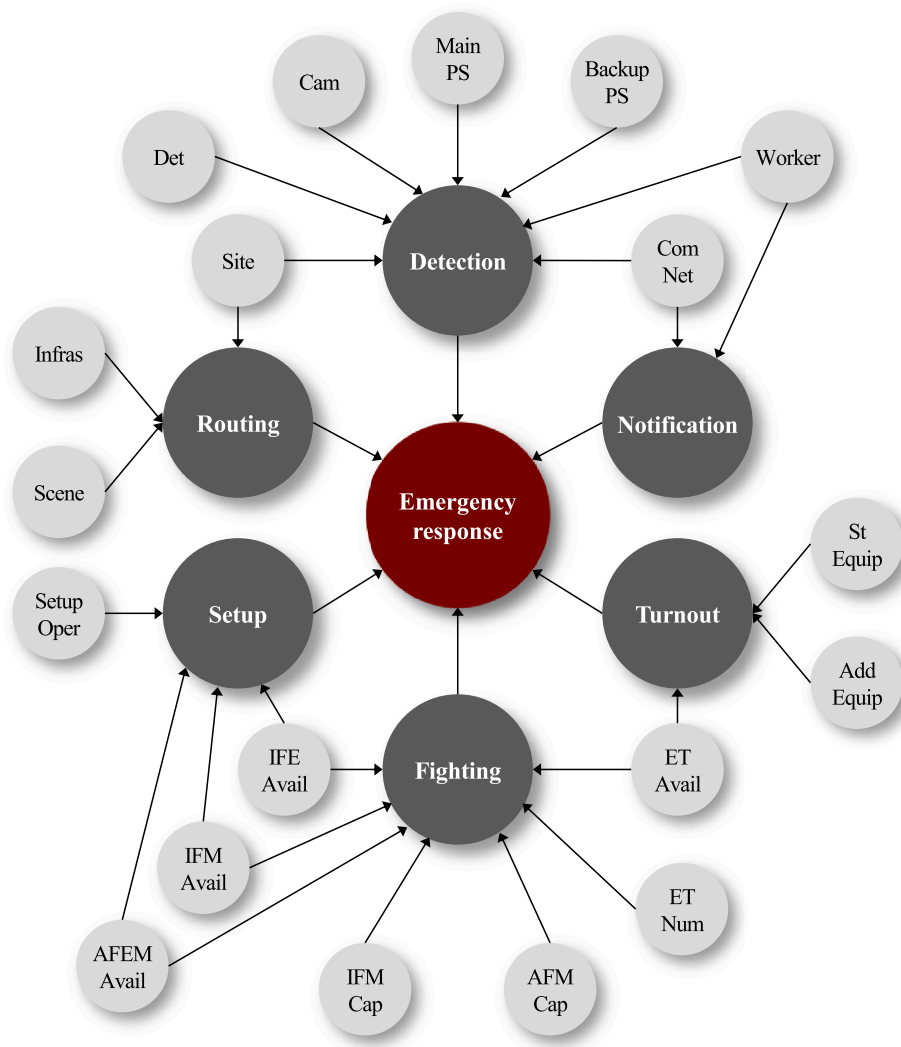 Main
PS
Cam
Backup
PS
Det
Worker
Site
Detection
Com
Net
Infras
Routing
Notification
Scene
Emergency
response
St
Equip
Setup
Oper
Setup
Turnout
Add
Equip
IFE
Avail
Fighting
ET
Avail
IFM
Avail
ET
Num
AFEM
Avail
IFM
Cap
AFM
Cap